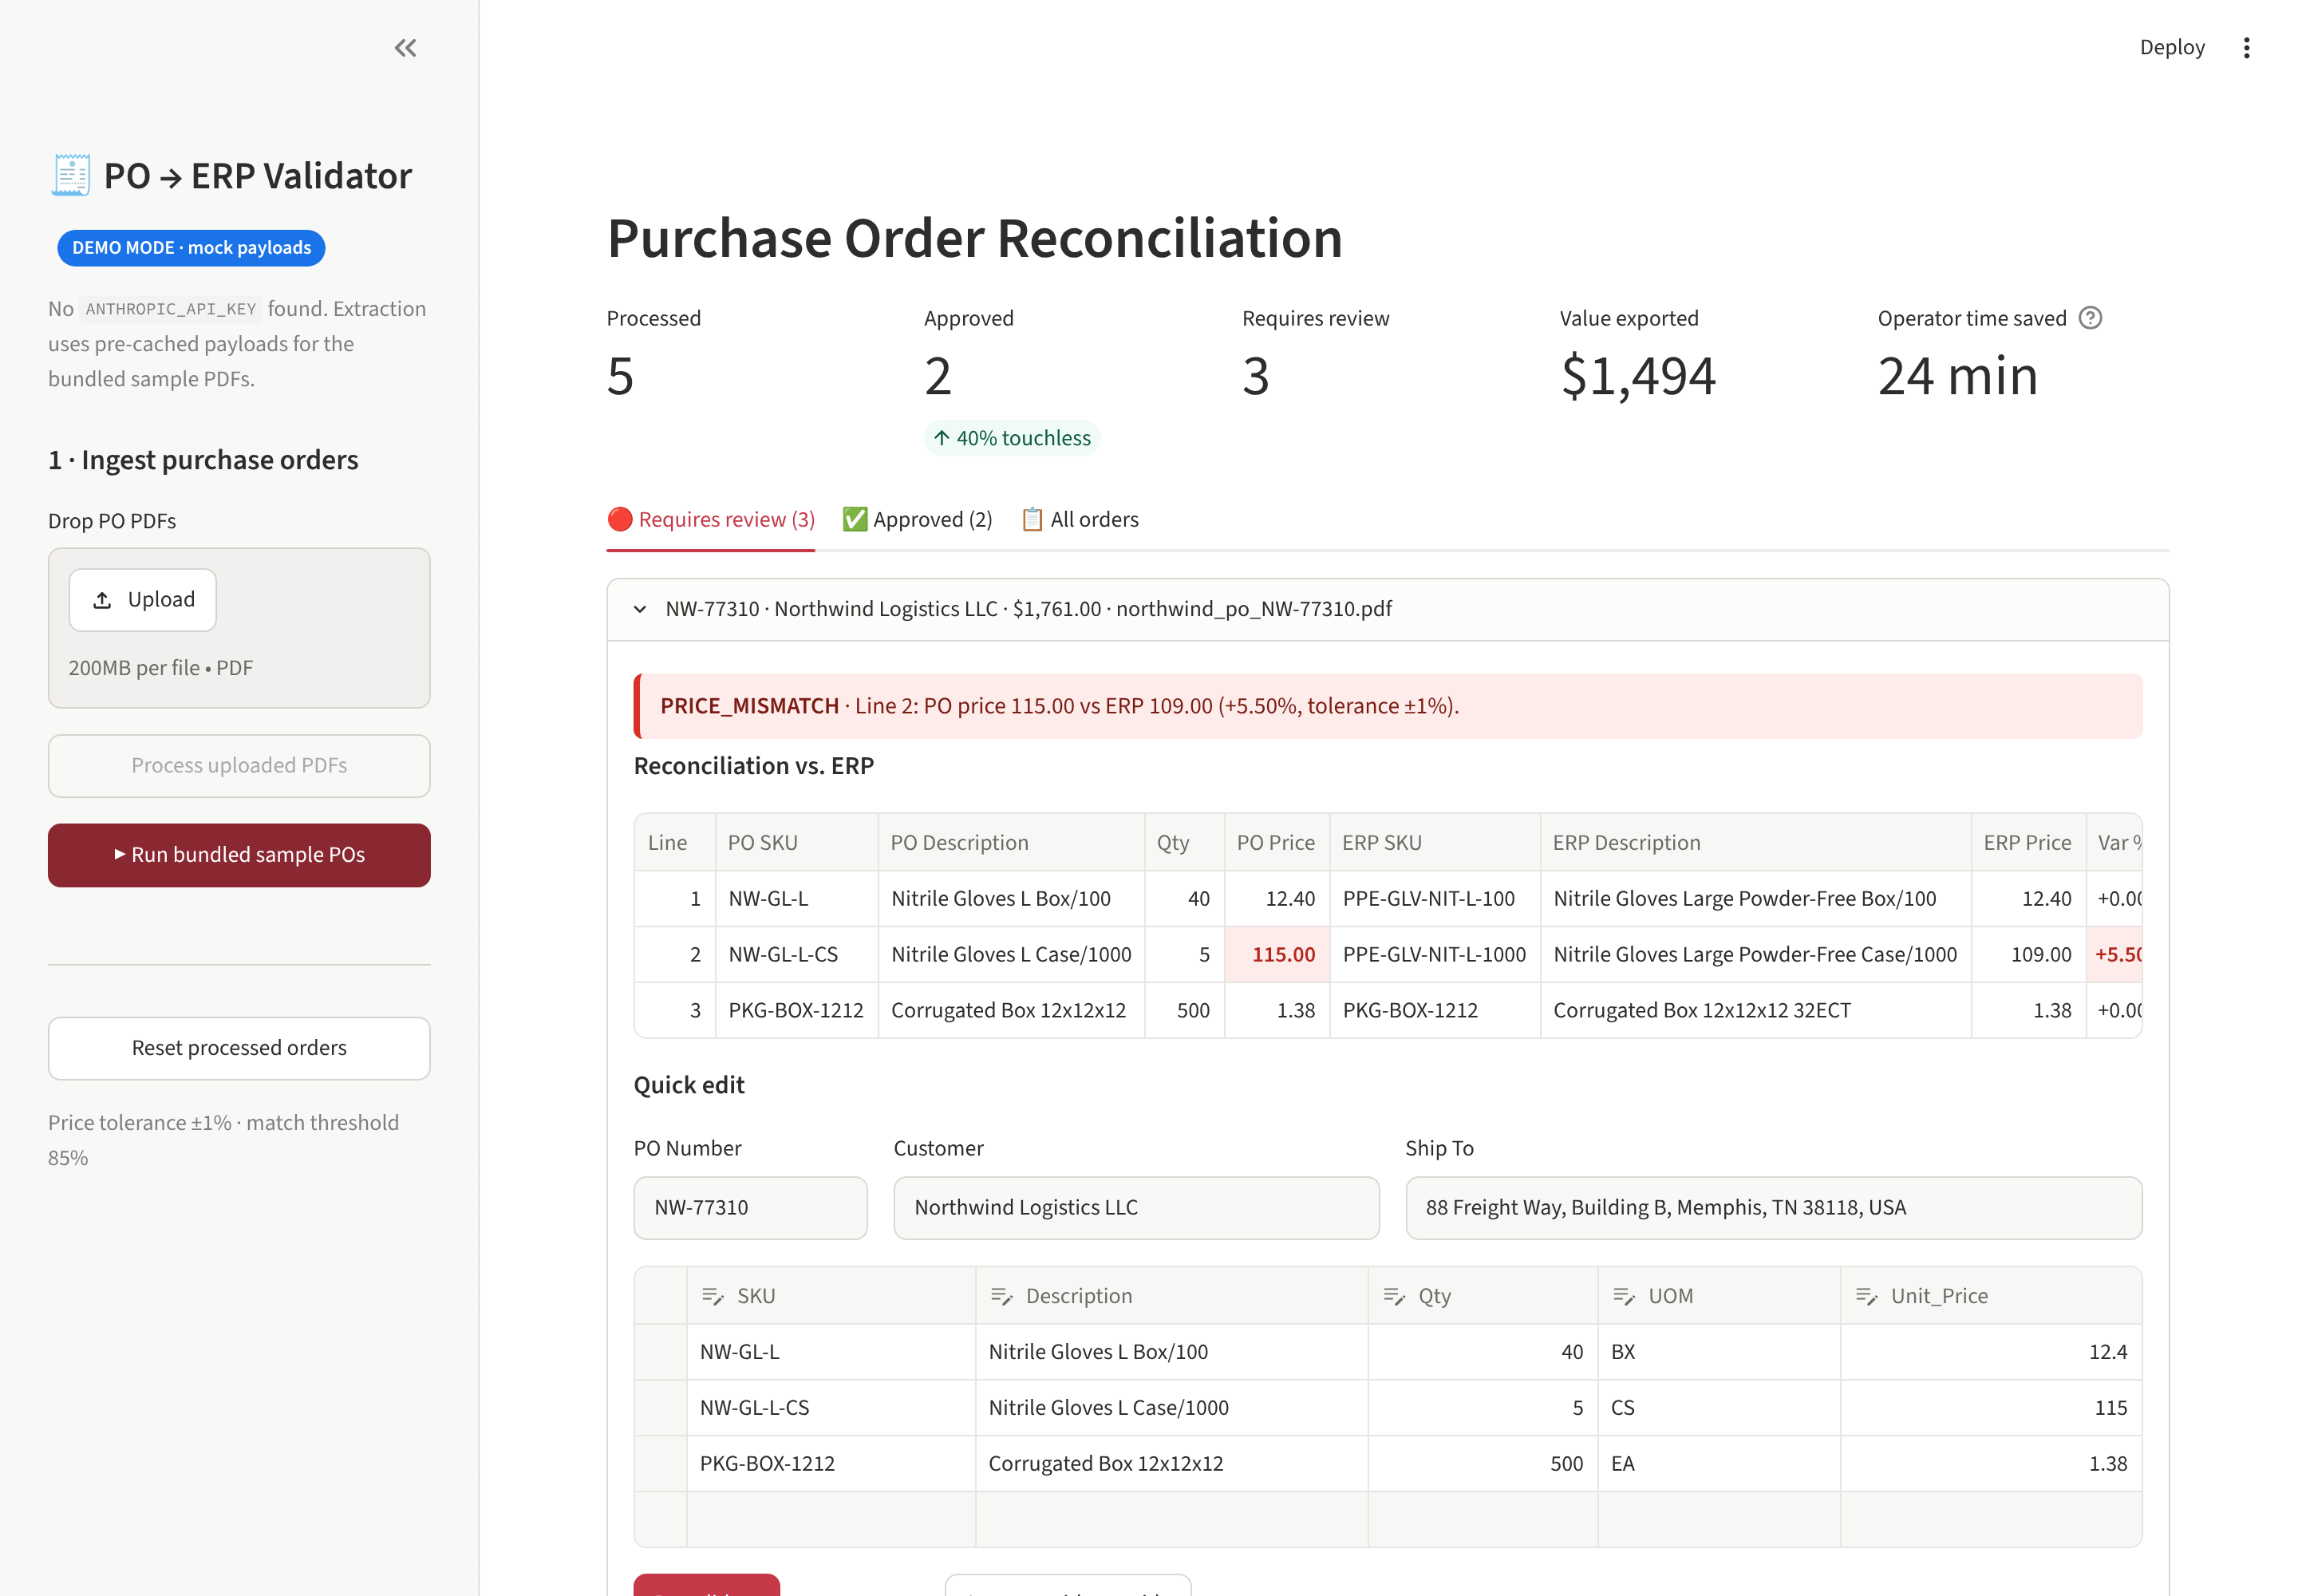 Deploy
🧾 PO → ERP Validator
DEMO MODE · mock payloads
No ANTHROPIC_API_KEY found. Extraction
uses pre-cached payloads for the
bundled sample PDFs.
1 · Ingest purchase orders
Drop PO PDFs
Upload
200MB per file • PDF
Process uploaded PDFs
▶ Run bundled sample POs
Reset processed orders
Price tolerance ±1% · match threshold
85%
Purchase Order Reconciliation
Processed Approved Requires review Value exported Operator time saved
5 2 3 $1,494 24 min
↑ 40% touchless
🔴 Requires review (3) ✅ Approved (2) 📋 All orders
NW-77310 · Northwind Logistics LLC · $1,761.00 · northwind_po_NW-77310.pdf
PRICE_MISMATCH · Line 2: PO price 115.00 vs ERP 109.00 (+5.50%, tolerance ±1%).
Reconciliation vs. ERP
Line PO SKU PO Description Qty PO Price ERP SKU ERP Description ERP Price Var %
1 NW-GL-L Nitrile Gloves L Box/100 40 12.40 PPE-GLV-NIT-L-100 Nitrile Gloves Large Powder-Free Box/100 12.40 +0.00
2 NW-GL-L-CS Nitrile Gloves L Case/1000 5 115.00 PPE-GLV-NIT-L-1000 Nitrile Gloves Large Powder-Free Case/1000 109.00 +5.50
3 PKG-BOX-1212 Corrugated Box 12x12x12 500 1.38 PKG-BOX-1212 Corrugated Box 12x12x12 32ECT 1.38 +0.00
Quick edit
PO Number Customer Ship To
NW-77310 Northwind Logistics LLC 88 Freight Way, Building B, Memphis, TN 38118, USA
SKU Description Qty UOM Unit_Price
NW-GL-L Nitrile Gloves L Box/100 40 BX 12.4
NW-GL-L-CS Nitrile Gloves L Case/1000 5 CS 115
PKG-BOX-1212 Corrugated Box 12x12x12 500 EA 1.38